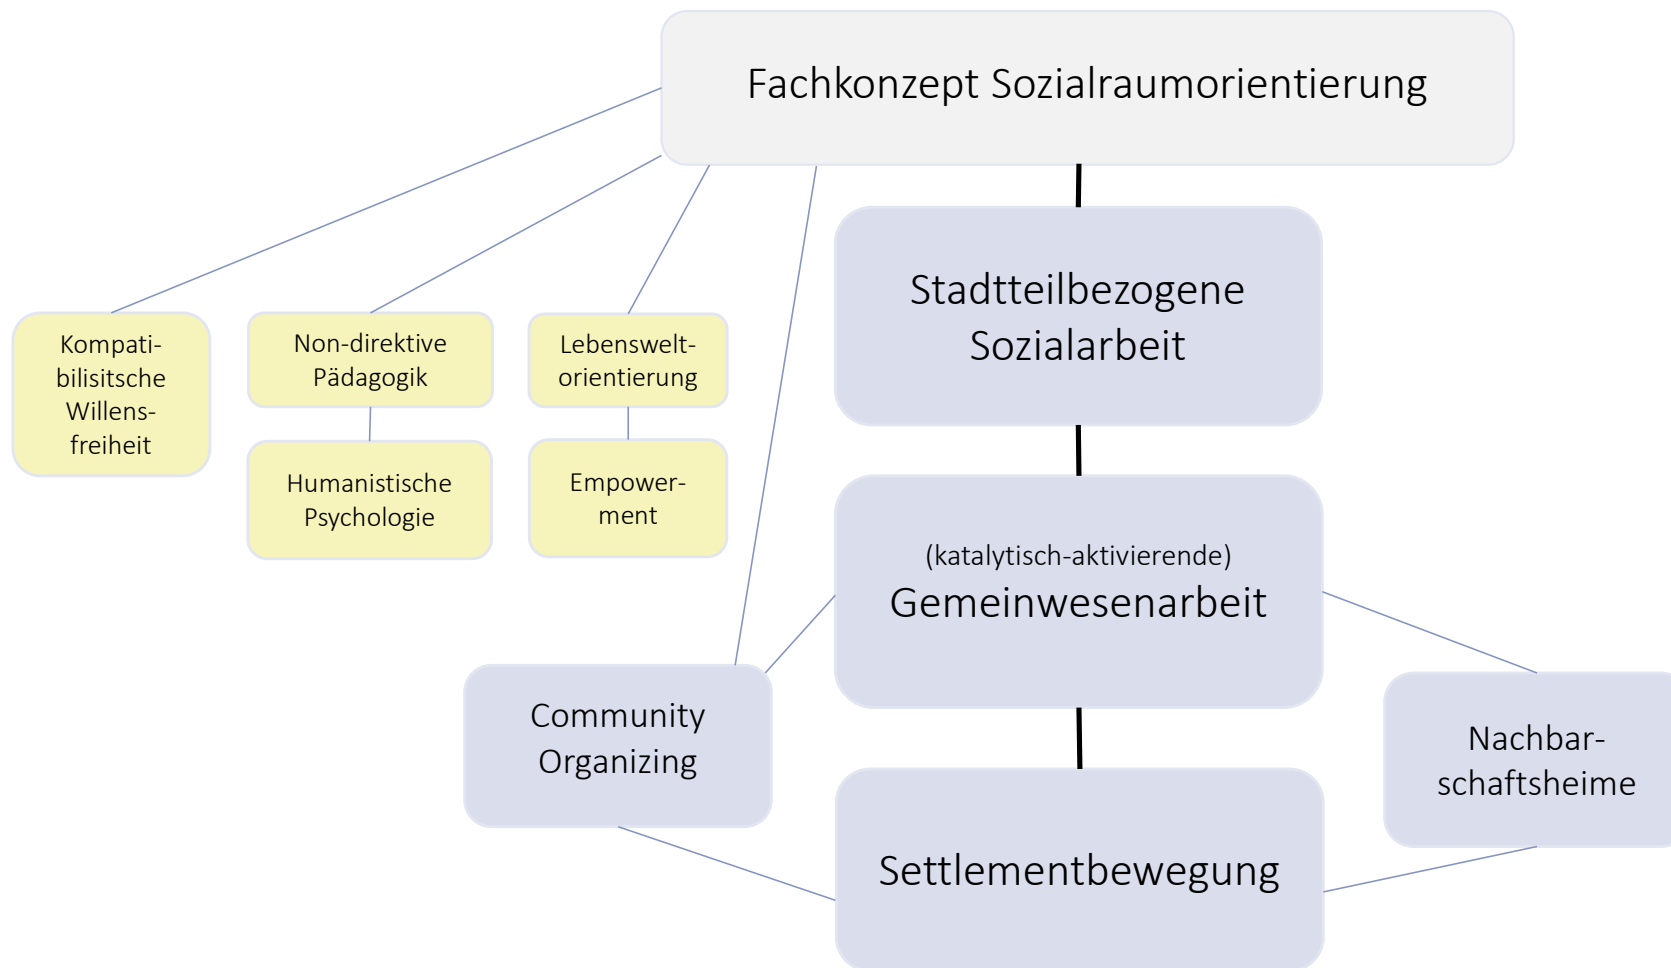 Fachkonzept Sozialraumorientierung
Stadtteilbezogene
Sozialarbeit
Kompati-
bilisitsche
Willens-
freiheit
Non-direktive
Pädagogik
Lebenswelt-
orientierung
Humanistische
Psychologie
Empower-
ment
(katalytisch-aktivierende)
Gemeinwesenarbeit
Community
Organizing
Nachbar-
schaftsheime
Settlementbewegung